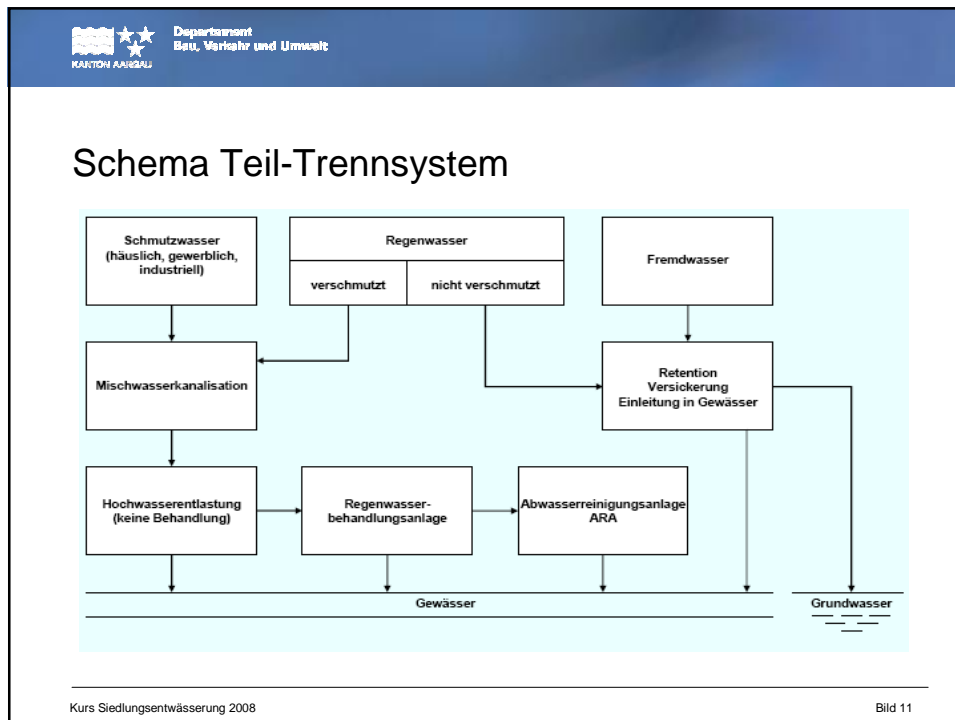 Departement
Bau, Verkehr und Umwelt
KANTON AARGAU
Schema Teil-Trennsystem
Schmutzwasser
(häuslich, gewerblich,
industriell)
Regenwasser
verschmutzt
nicht verschmutzt
Fremdwasser
Mischwasserkanalisation
Retention
Versickerung
Einleitung in Gewässer
Hochwasserentlastung
(keine Behandlung)
Regenwasser-
behandlungsanlage
Abwasserreinigungsanlage
ARA
Gewässer
Grundwasser
Kurs Siedlungsentwässerung 2008
Bild 11